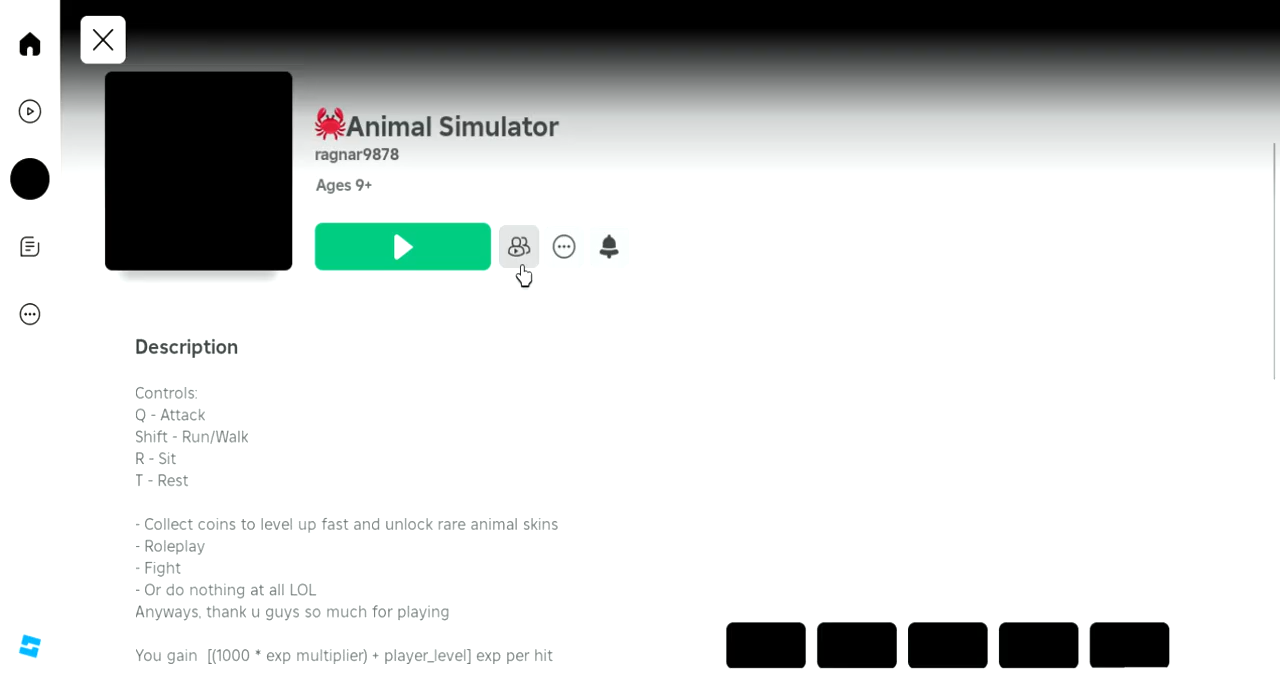 🦀Animal Simulator
ragnar9878
Ages 9+
Description
Controls:
Q - Attack
Shift - Run/Walk
R - Sit
T - Rest
- Collect coins to level up fast and unlock rare animal skins
- Roleplay
- Fight
- Or do nothing at all LOL
Anyways, thank u guys so much for playing
You gain  [(1000 * exp multiplier) + player_level] exp per hit